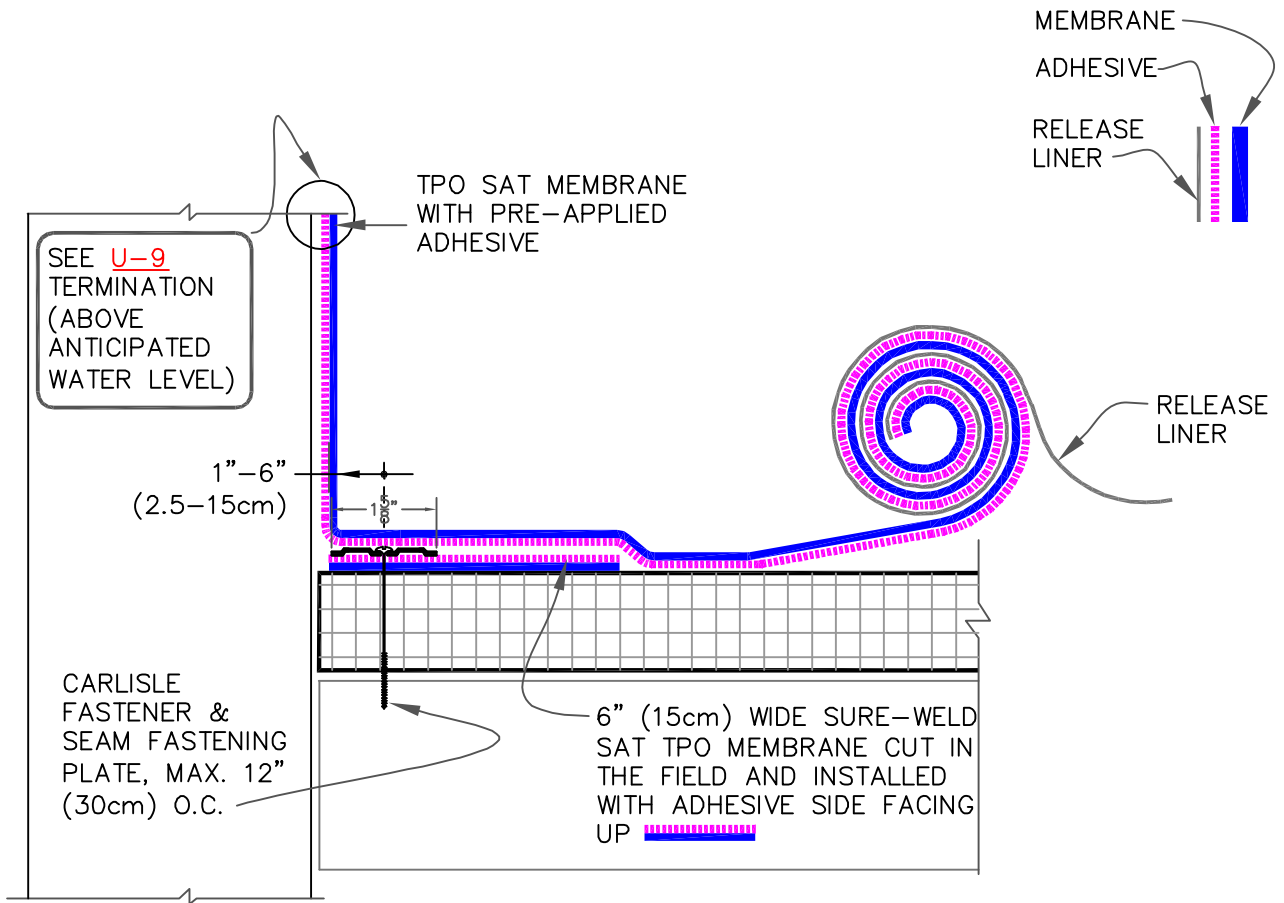 MEMBRANE
ADHESIVE
RELEASE
LINER
TPO SAT MEMBRANE
WITH PRE-APPLIED
ADHESIVE
SEE U-9
TERMINATION
(ABOVE
ANTICIPATED
WATER LEVEL)
RELEASE
LINER
1"-6"
(2.5-15cm)
CARLISLE
FASTENER &
SEAM FASTENING
PLATE, MAX. 12"
(30cm) O.C.
6" (15cm) WIDE SURE-WELD
SAT TPO MEMBRANE CUT IN
THE FIELD AND INSTALLED
WITH ADHESIVE SIDE FACING
UP